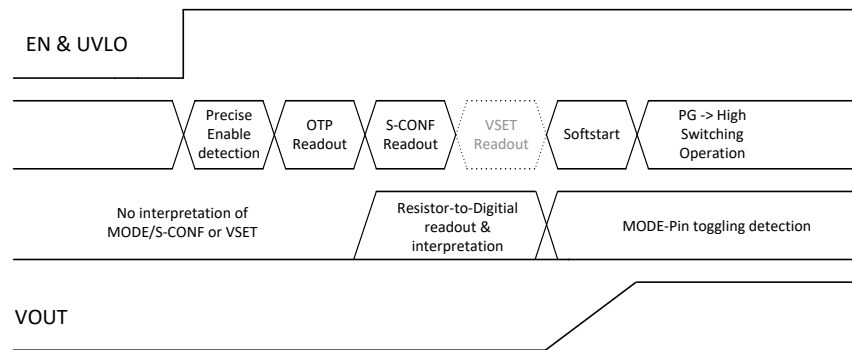 EN & UVLO
Precise
Enable
detection
OTP
Readout
S-CONF
Readout
VSET
Readout
Softstart
PG -> High
Switching
Operation
No interpretation of
MODE/S-CONF or VSET
Resistor-to-Digitial
readout &
interpretation
MODE-Pin toggling detection
VOUT